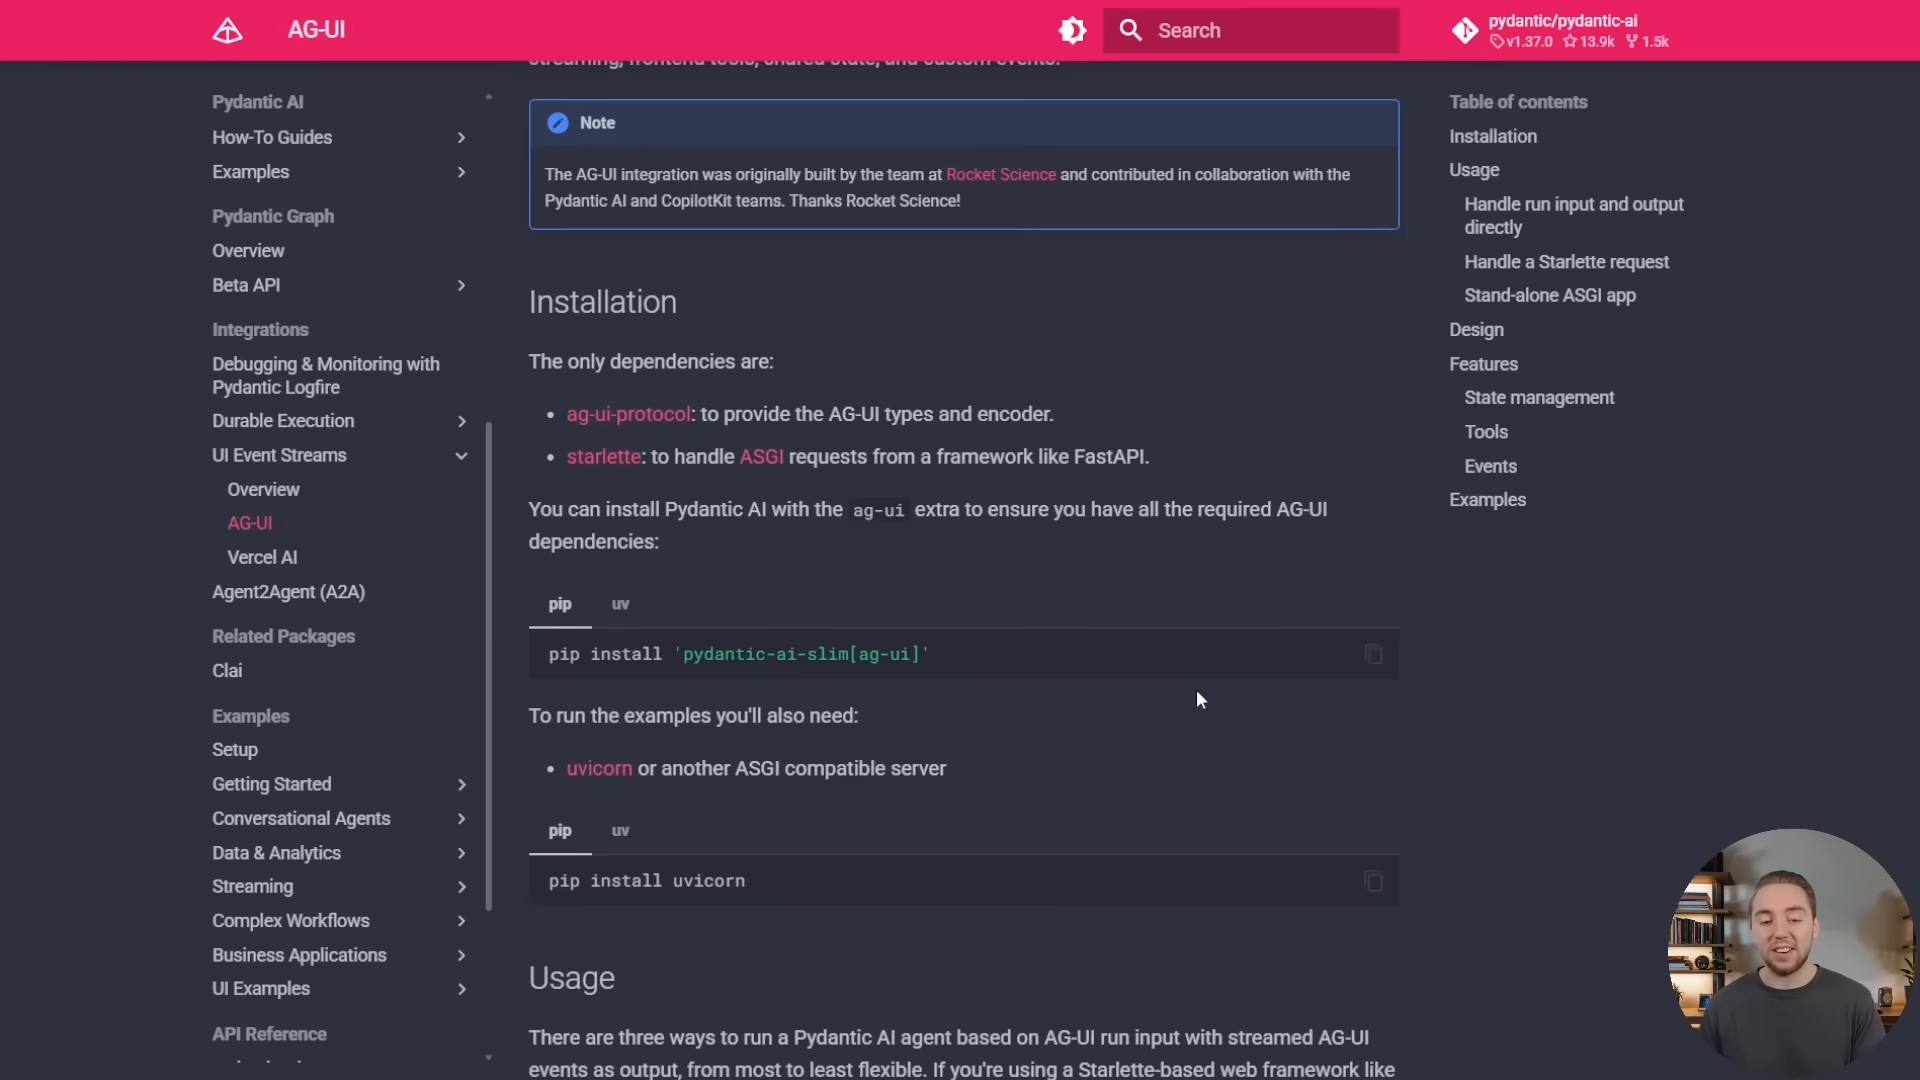 AG-UI
Search
pydantic/pydantic-ai
v1.37.0 13.9k 1.5k
Pydantic AI
How-To Guides
Examples
Pydantic Graph
Overview
Beta API
Integrations
Debugging & Monitoring with
Pydantic Logfire
Durable Execution
UI Event Streams
Overview
AG-UI
Vercel AI
Agent2Agent (A2A)
Related Packages
Clai
Examples
Setup
Getting Started
Conversational Agents
Data & Analytics
Streaming
Complex Workflows
Business Applications
UI Examples
API Reference
streaming, frontend tools, shared state, and custom events.
Note
The AG-UI integration was originally built by the team at Rocket Science and contributed in collaboration with the
Pydantic AI and CopilotKit teams. Thanks Rocket Science!
Installation
The only dependencies are:
• ag-ui-protocol: to provide the AG-UI types and encoder.
• starlette: to handle ASGI requests from a framework like FastAPI.
You can install Pydantic AI with the ag-ui extra to ensure you have all the required AG-UI
dependencies:
pip uv
pip install 'pydantic-ai-slim[ag-ui]'
To run the examples you'll also need:
• uvicorn or another ASGI compatible server
pip uv
pip install uvicorn
Usage
There are three ways to run a Pydantic AI agent based on AG-UI run input with streamed AG-UI
events as output, from most to least flexible. If you're using a Starlette-based web framework like
Table of contents
Installation
Usage
Handle run input and output
directly
Handle a Starlette request
Stand-alone ASGI app
Design
Features
State management
Tools
Events
Examples